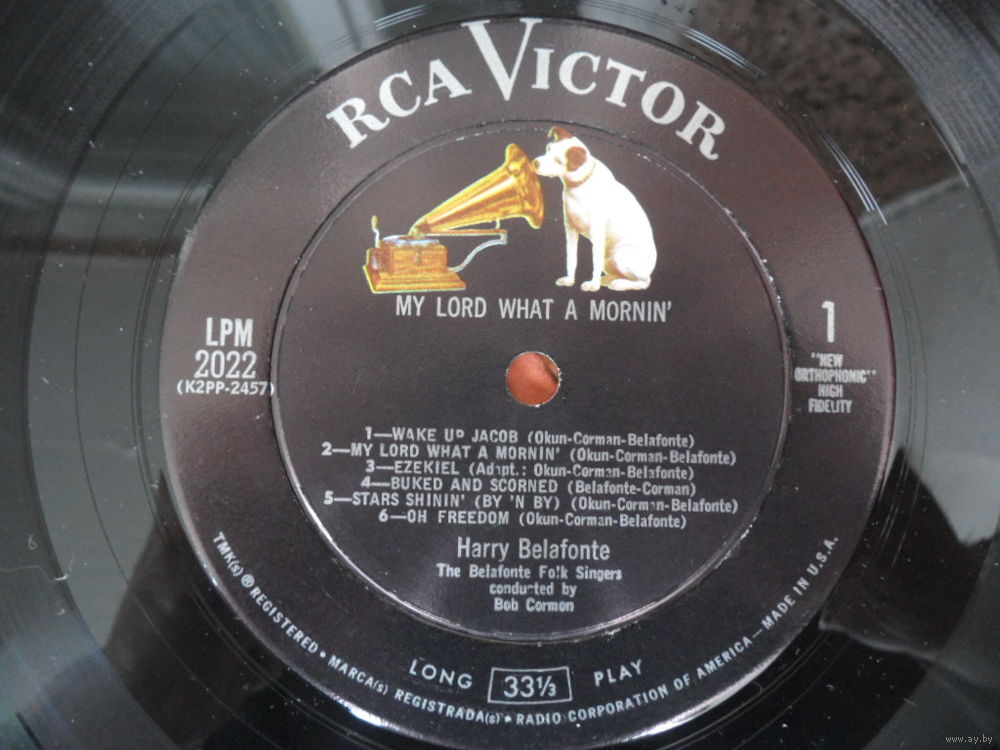 RCA VICTOR
MY LORD WHAT A MORNIN'
LPM
2022
(K2PP-2457)
1
"NEW
ORTHOPHONIC"
HIGH
FIDELITY
1—WAKE UP JACOB (Okun-Corman-Belafonte)
2—MY LORD WHAT A MORNIN' (Okun-Corman-Belafonte)
3—EZEKIEL (Adapt.: Okun-Corman-Belafonte)
4—BUKED AND SCORNED (Belafonte-Corman)
5—STARS SHININ' (BY 'N BY) (Okun-Corman-Belafonte)
6—OH FREEDOM (Okun-Corman-Belafonte)
Harry Belafonte
The Belafonte Folk Singers
conducted by
Bob Corman
LONG 33⅓ PLAY
TMK(s) ® REGISTERED • MARCA(s) REGISTRADA(s) • RADIO CORPORATION OF AMERICA—MADE IN U.S.A.
6
www.ay.by